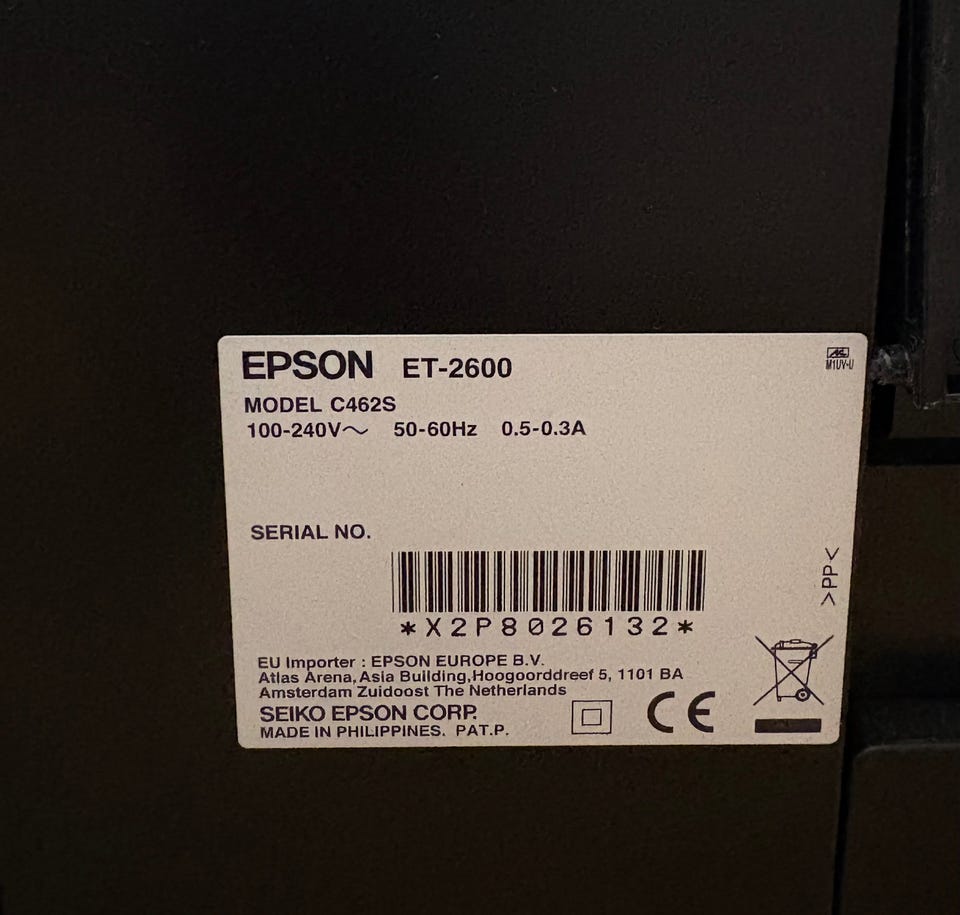 EPSON ET-2600
MODEL C462S
100-240V～ 50-60Hz 0.5-0.3A
M1UV-U
SERIAL NO.
*X2P8026132*
>PP<
EU Importer : EPSON EUROPE B.V.
Atlas Arena,Asia Building,Hoogoorddreef 5, 1101 BA
Amsterdam Zuidoost The Netherlands
SEIKO EPSON CORP.
MADE IN PHILIPPINES. PAT.P.
CE